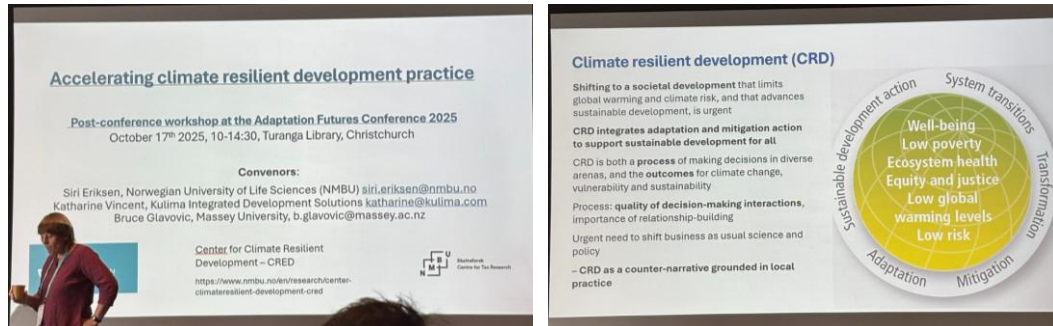 Accelerating climate resilient development practice
Post-conference workshop at the Adaptation Futures Conference 2025
October 17th 2025, 10-14:30, Turanga Library, Christchurch
Convenors:
Siri Eriksen, Norwegian University of Life Sciences (NMBU) siri.eriksen@nmbu.no
Katharine Vincent, Kulima Integrated Development Solutions katharine@kulima.com
Bruce Glavovic, Massey University, b.glavovic@massey.ac.nz
Center for Climate Resilient
Development – CRED
https://www.nmbu.no/en/research/center-
climateresilient-development-cred
N M B U
Skatteforsk
Centre for Tax Research
Climate resilient development (CRD)
Shifting to a societal development that limits
global warming and climate risk, and that advances
sustainable development, is urgent
CRD integrates adaptation and mitigation action
to support sustainable development for all
CRD is both a process of making decisions in diverse
arenas, and the outcomes for climate change,
vulnerability and sustainability
Process: quality of decision-making interactions,
importance of relationship-building
Urgent need to shift business as usual science and
policy
– CRD as a counter-narrative grounded in local
practice
Sustainable development action
System transitions
Transformation
Mitigation
Adaptation
Well-being
Low poverty
Ecosystem health
Equity and justice
Low global
warming levels
Low risk